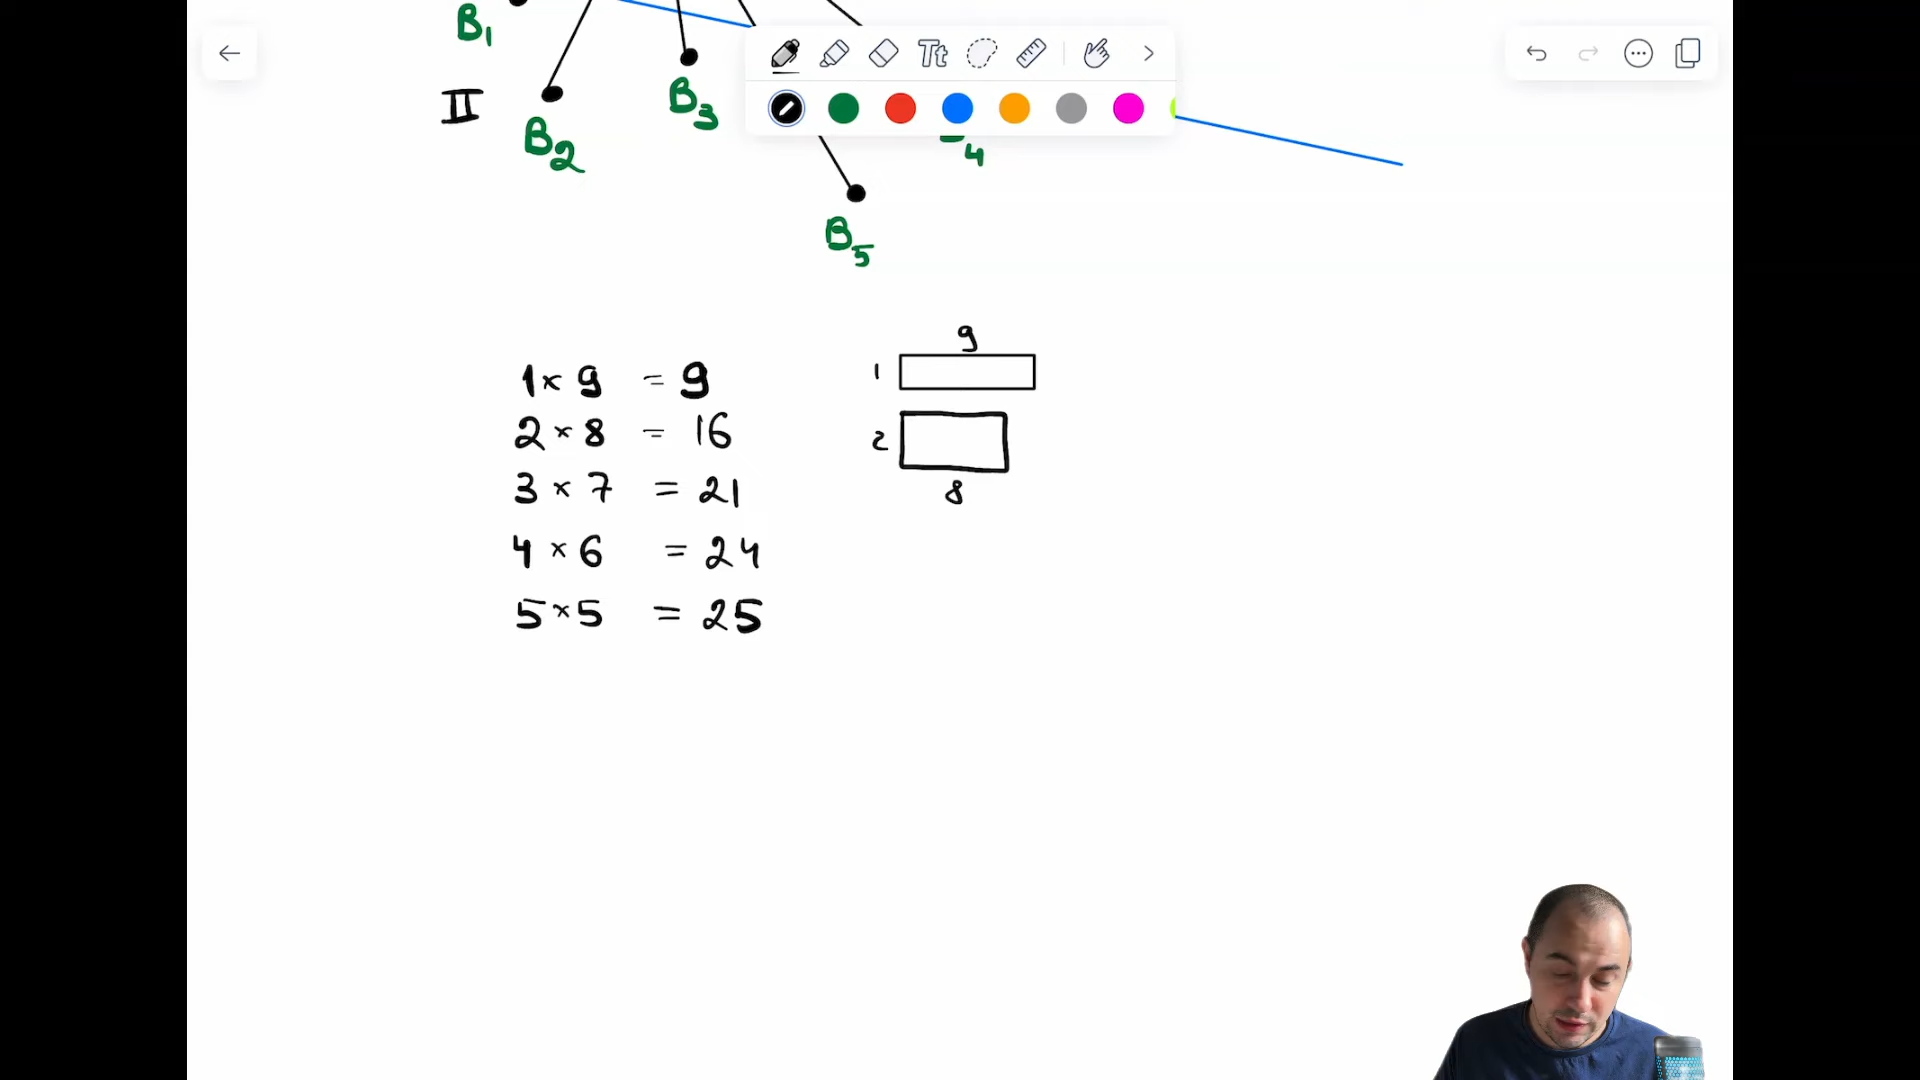 B1
II
B2
B3
4
B5
Tt
9
1 × 9 = 9
1
2 × 8 = 16
2
8
3 × 7 = 21
4 × 6 = 24
5 × 5 = 25